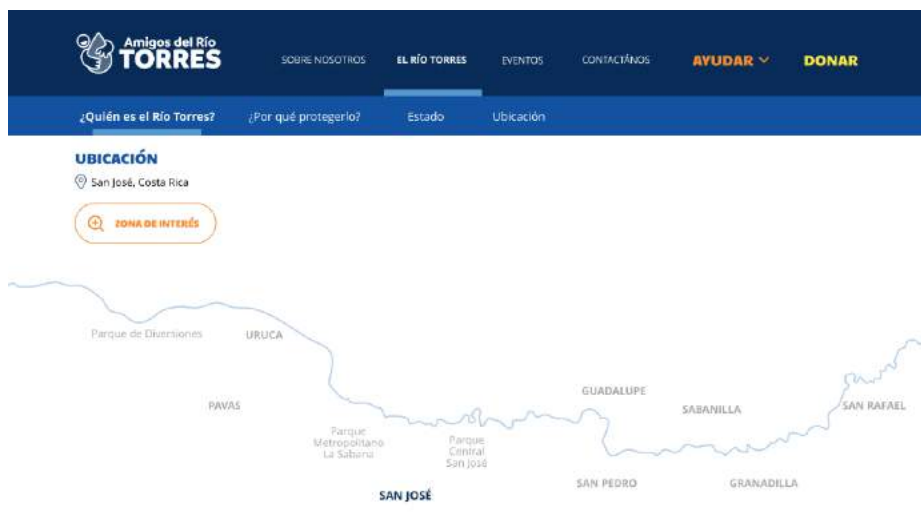 Amigos del Río
TORRES
SOBRE NOSOTROS
EL RÍO TORRES
EVENTOS
CONTACTÁNOS
AYUDAR
DONAR
¿Quién es el Río Torres?
¿Por qué protegerlo?
Estado
Ubicación
UBICACIÓN
San José, Costa Rica
ZONA DE INTERÉS
Parque de Diversiones
URUCA
GUADALUPE
PAVAS
SABANILLA
SAN RAFAEL
Parque
Metropolitano
La Sabana
Parque
Central
San José
SAN PEDRO
GRANADILLA
SAN JOSÉ